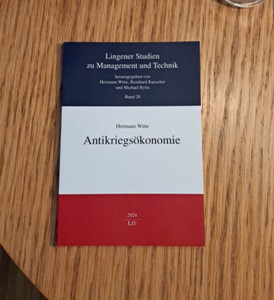 Lingener Studien
zu Management und Technik
herausgegeben von
Hermann Witte, Reinhard Rauscher
und Michael Ryba
Band 28
Hermann Witte
Antikriegsökonomie
2024
LIT